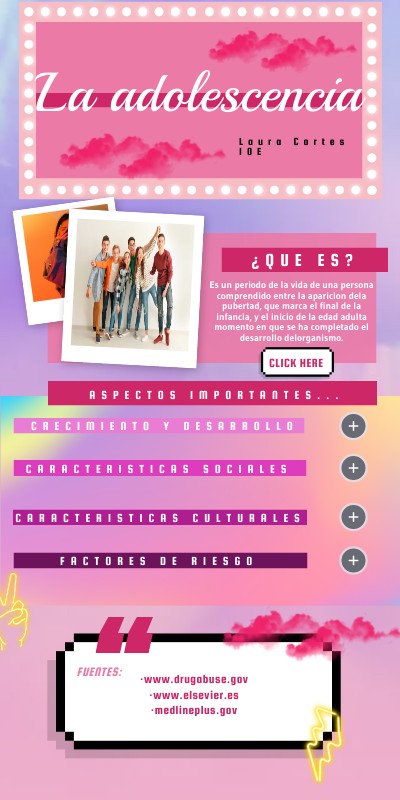 La adolescencia
Laura Cortes
10E
¿QUE ES?
Es un periodo de la vida de una persona
comprendido entre la aparicion dela
pubertad, que marca el final de la
infancia, y el inicio de la edad adulta
momento en que se ha completado el
desarrollo delorganismo.
CLICK HERE
ASPECTOS IMPORTANTES...
CRECIMIENTO Y DESARROLLO
CARACTERISTICAS SOCIALES
CARACTERISTICAS CULTURALES
FACTORES DE RIESGO
FUENTES:
·www.drugabuse.gov
·www.elsevier.es
·medlineplus.gov